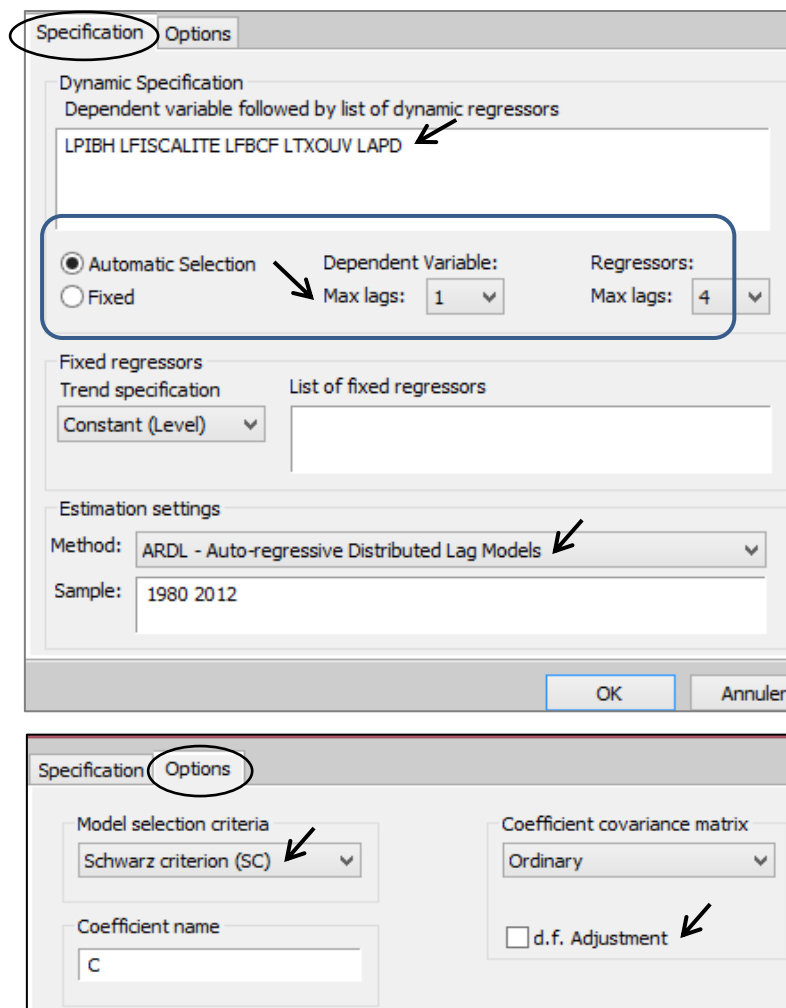 Specification Options
Dynamic Specification
Dependent variable followed by list of dynamic regressors
LPIBH LFISCALITE LFBCF LTXOUV LAPD
Automatic Selection Dependent Variable: Regressors:
Fixed Max lags: 1 Max lags: 4
Fixed regressors
Trend specification List of fixed regressors
Constant (Level)
Estimation settings
Method: ARDL - Auto-regressive Distributed Lag Models
Sample: 1980 2012
OK Annuler
Specification Options
Model selection criteria Coefficient covariance matrix
Schwarz criterion (SC) Ordinary
Coefficient name d.f. Adjustment
C